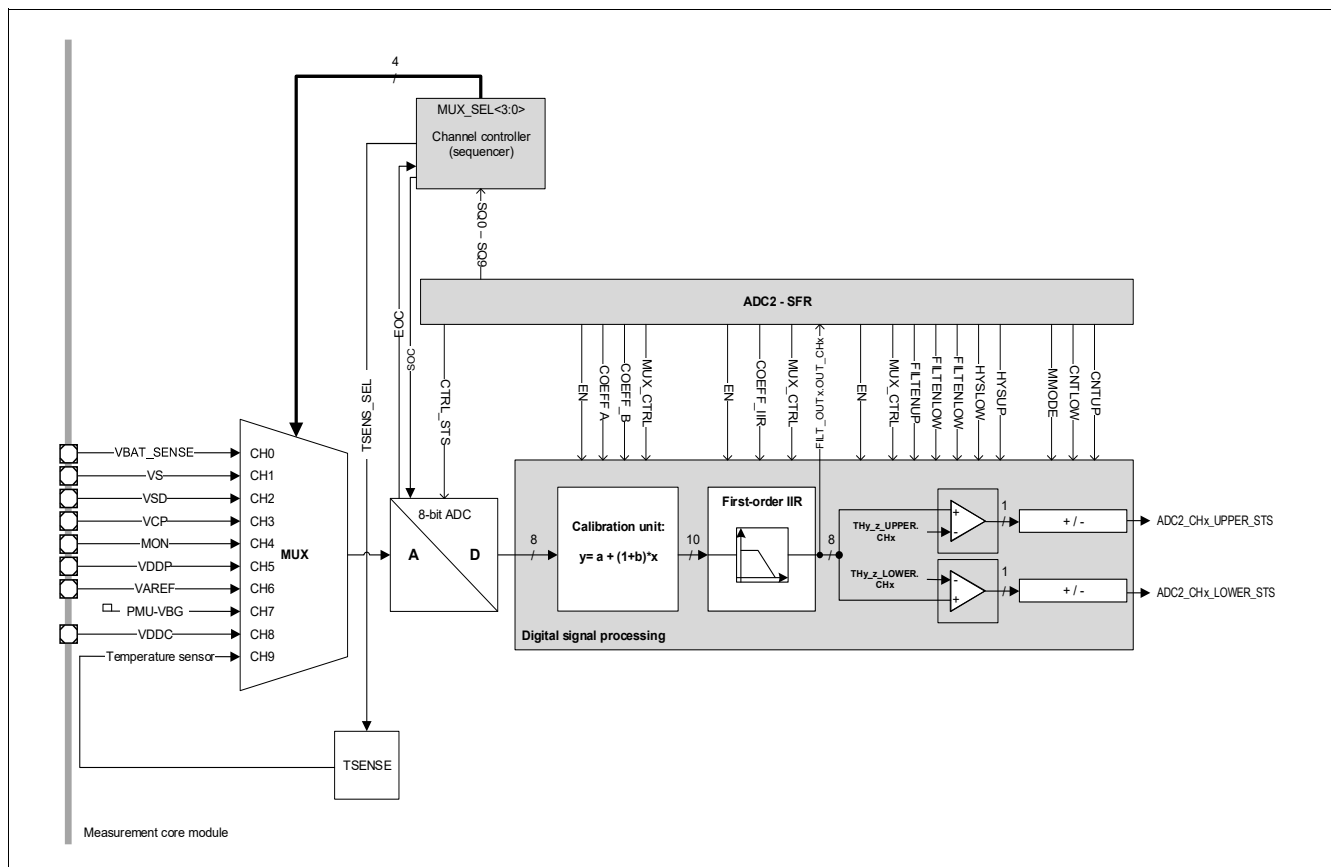 4
MUX_SEL<3:0>
Channel controller
(sequencer)
SQ0 – SQ9
ADC2 - SFR
TSENS_SEL
EOC
SOC
CTRL_STS
EN
COEFF A
COEFF_B
MUX_CTRL
EN
COEFF_IIR
MUX_CTRL
FILT_OUTx.OUT_CHx
EN
MUX_CTRL
FILTENUP
FILTENLOW
FILTENLOW
HYSLOW
HYSUP
MMODE
CNTLOW
CNTUP
VBAT_SENSE
CH0
VS
CH1
VSD
CH2
VCP
CH3
MON
CH4
VDDP
CH5
VAREF
CH6
PMU-VBG
CH7
VDDC
CH8
Temperature sensor
CH9
MUX
8-bit ADC
A
D
8
Calibration unit:
y= a + (1+b)*x
10
First-order IIR
8
THy_z_UPPER.
CHx
+
-
1
+ / -
ADC2_CHx_UPPER_STS
THy_z_LOWER.
CHx
-
+
1
+ / -
ADC2_CHx_LOWER_STS
Digital signal processing
TSENSE
Measurement core module